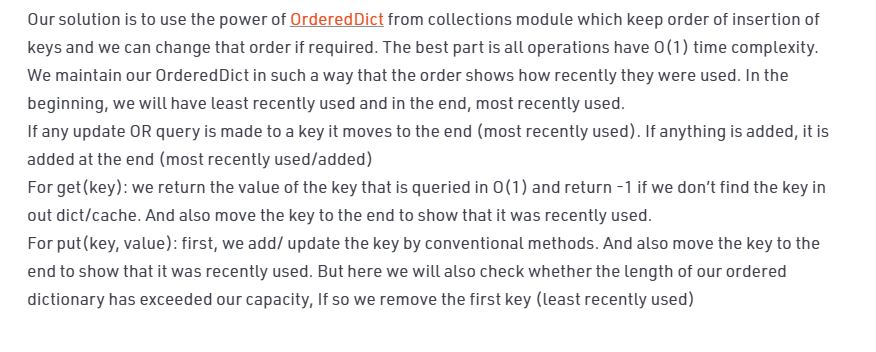 Our solution is to use the power of OrderedDict from collections module which keep order of insertion of
keys and we can change that order if required. The best part is all operations have O(1) time complexity.
We maintain our OrderedDict in such a way that the order shows how recently they were used. In the
beginning, we will have least recently used and in the end, most recently used.
If any update OR query is made to a key it moves to the end (most recently used). If anything is added, it is
added at the end (most recently used/added)
For get(key): we return the value of the key that is queried in O(1) and return -1 if we don't find the key in
out dict/cache. And also move the key to the end to show that it was recently used.
For put(key, value): first, we add/ update the key by conventional methods. And also move the key to the
end to show that it was recently used. But here we will also check whether the length of our ordered
dictionary has exceeded our capacity, If so we remove the first key (least recently used)